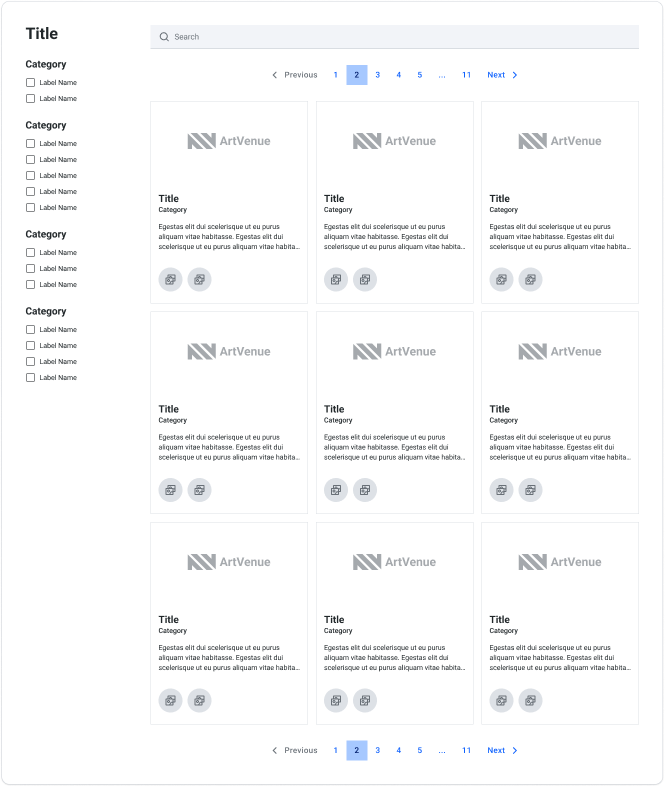 Title
Category
Label Name
Label Name
Category
Label Name
Label Name
Label Name
Label Name
Label Name
Category
Label Name
Label Name
Label Name
Category
Label Name
Label Name
Label Name
Label Name
Search
Previous 1 2 3 4 5 ... 11 Next
ArtVenue
Title
Category
Egestas elit dui scelerisque ut eu purus
aliquam vitae habitasse. Egestas elit dui
scelerisque ut eu purus aliquam vitae habita...
ArtVenue
Title
Category
Egestas elit dui scelerisque ut eu purus
aliquam vitae habitasse. Egestas elit dui
scelerisque ut eu purus aliquam vitae habita...
ArtVenue
Title
Category
Egestas elit dui scelerisque ut eu purus
aliquam vitae habitasse. Egestas elit dui
scelerisque ut eu purus aliquam vitae habita...
ArtVenue
Title
Category
Egestas elit dui scelerisque ut eu purus
aliquam vitae habitasse. Egestas elit dui
scelerisque ut eu purus aliquam vitae habita...
ArtVenue
Title
Category
Egestas elit dui scelerisque ut eu purus
aliquam vitae habitasse. Egestas elit dui
scelerisque ut eu purus aliquam vitae habita...
ArtVenue
Title
Category
Egestas elit dui scelerisque ut eu purus
aliquam vitae habitasse. Egestas elit dui
scelerisque ut eu purus aliquam vitae habita...
ArtVenue
Title
Category
Egestas elit dui scelerisque ut eu purus
aliquam vitae habitasse. Egestas elit dui
scelerisque ut eu purus aliquam vitae habita...
ArtVenue
Title
Category
Egestas elit dui scelerisque ut eu purus
aliquam vitae habitasse. Egestas elit dui
scelerisque ut eu purus aliquam vitae habita...
ArtVenue
Title
Category
Egestas elit dui scelerisque ut eu purus
aliquam vitae habitasse. Egestas elit dui
scelerisque ut eu purus aliquam vitae habita...
Previous 1 2 3 4 5 ... 11 Next